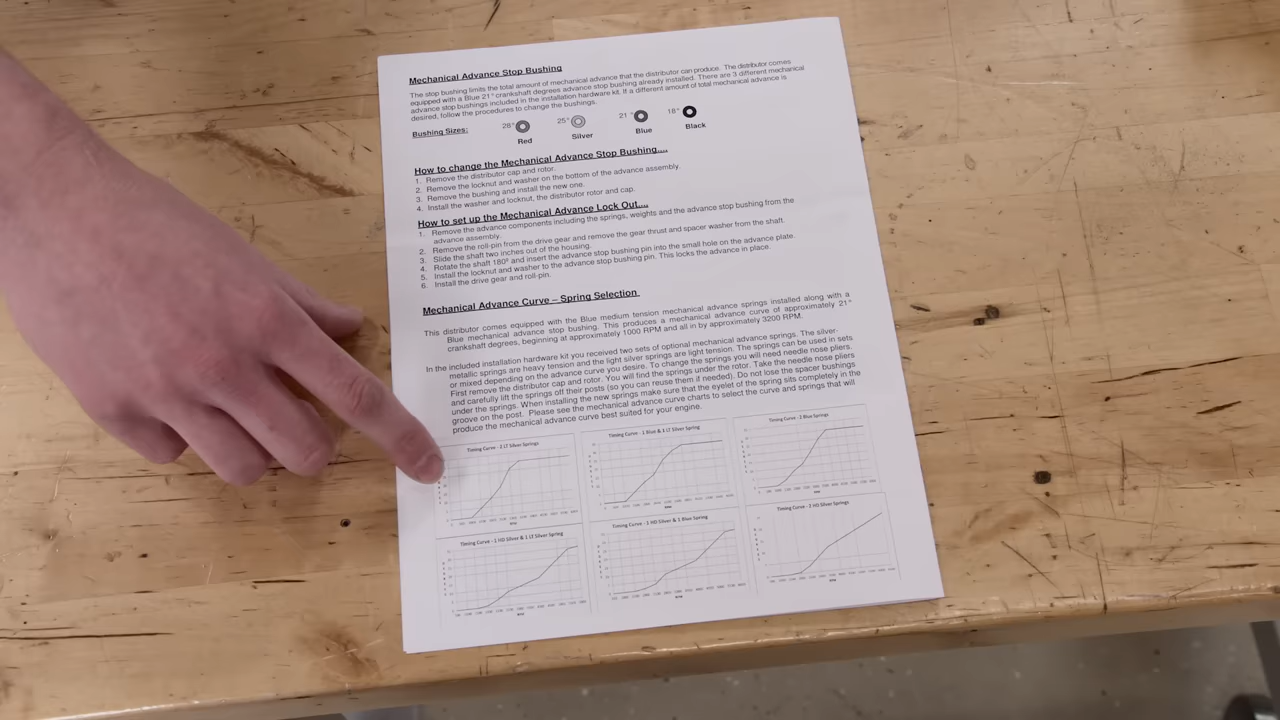 Mechanical Advance Stop Bushing
The stop bushing limits the total amount of mechanical advance that the distributor can produce. The distributor comes
equipped with a Blue 21° crankshaft degrees advance stop bushing already installed. There are 3 different mechanical
advance stop bushings included in the installation hardware kit. If a different amount of total mechanical advance is
desired, follow the procedures to change the bushings.
Bushing Sizes: 28° 25° 21° 18°
Red Silver Blue Black
How to change the Mechanical Advance Stop Bushing....
1. Remove the distributor cap and rotor.
2. Remove the locknut and washer on the bottom of the advance assembly.
3. Remove the bushing and install the new one.
4. Install the washer and locknut, the distributor rotor and cap.
How to set up the Mechanical Advance Lock Out....
1. Remove the advance components including the springs, weights and the advance stop bushing from the
advance assembly.
2. Remove the roll-pin from the drive gear and remove the gear thrust and spacer washer from the shaft.
3. Slide the shaft two inches out of the housing.
4. Rotate the shaft 180º and insert the advance stop bushing pin into the small hole on the advance plate.
5. Install the locknut and washer to the advance stop bushing pin. This locks the advance in place.
6. Install the drive gear and roll-pin.
Mechanical Advance Curve – Spring Selection
This distributor comes equipped with the Blue medium tension mechanical advance springs installed along with a
Blue mechanical advance stop bushing. This produces a mechanical advance curve of approximately 21°
crankshaft degrees, beginning at approximately 1000 RPM and all in by approximately 3200 RPM.
In the included installation hardware kit you received two sets of optional mechanical advance springs. The silver-
metallic springs are heavy tension and the light silver springs are light tension. The springs can be used in sets
or mixed depending on the advance curve you desire. To change the springs you will need needle nose pliers.
First remove the distributor cap and rotor. You will find the springs under the rotor. Take the needle nose pliers
and carefully lift the springs off their posts (so you can reuse them if needed). Do not lose the spacer bushings
under the springs. When installing the new springs make sure that the eyelet of the spring sits completely in the
groove on the post. Please see the mechanical advance curve charts to select the curve and springs that will
produce the mechanical advance curve best suited for your engine.
Timing Curve - 2 LT Silver Springs
Timing Curve - 1 Blue & 1 LT Silver Spring
Timing Curve - 2 Blue Springs
Timing Curve - 1 HD Silver & 1 LT Silver Spring
Timing Curve - 1 HD Silver & 1 Blue Spring
Timing Curve - 2 HD Silver Springs